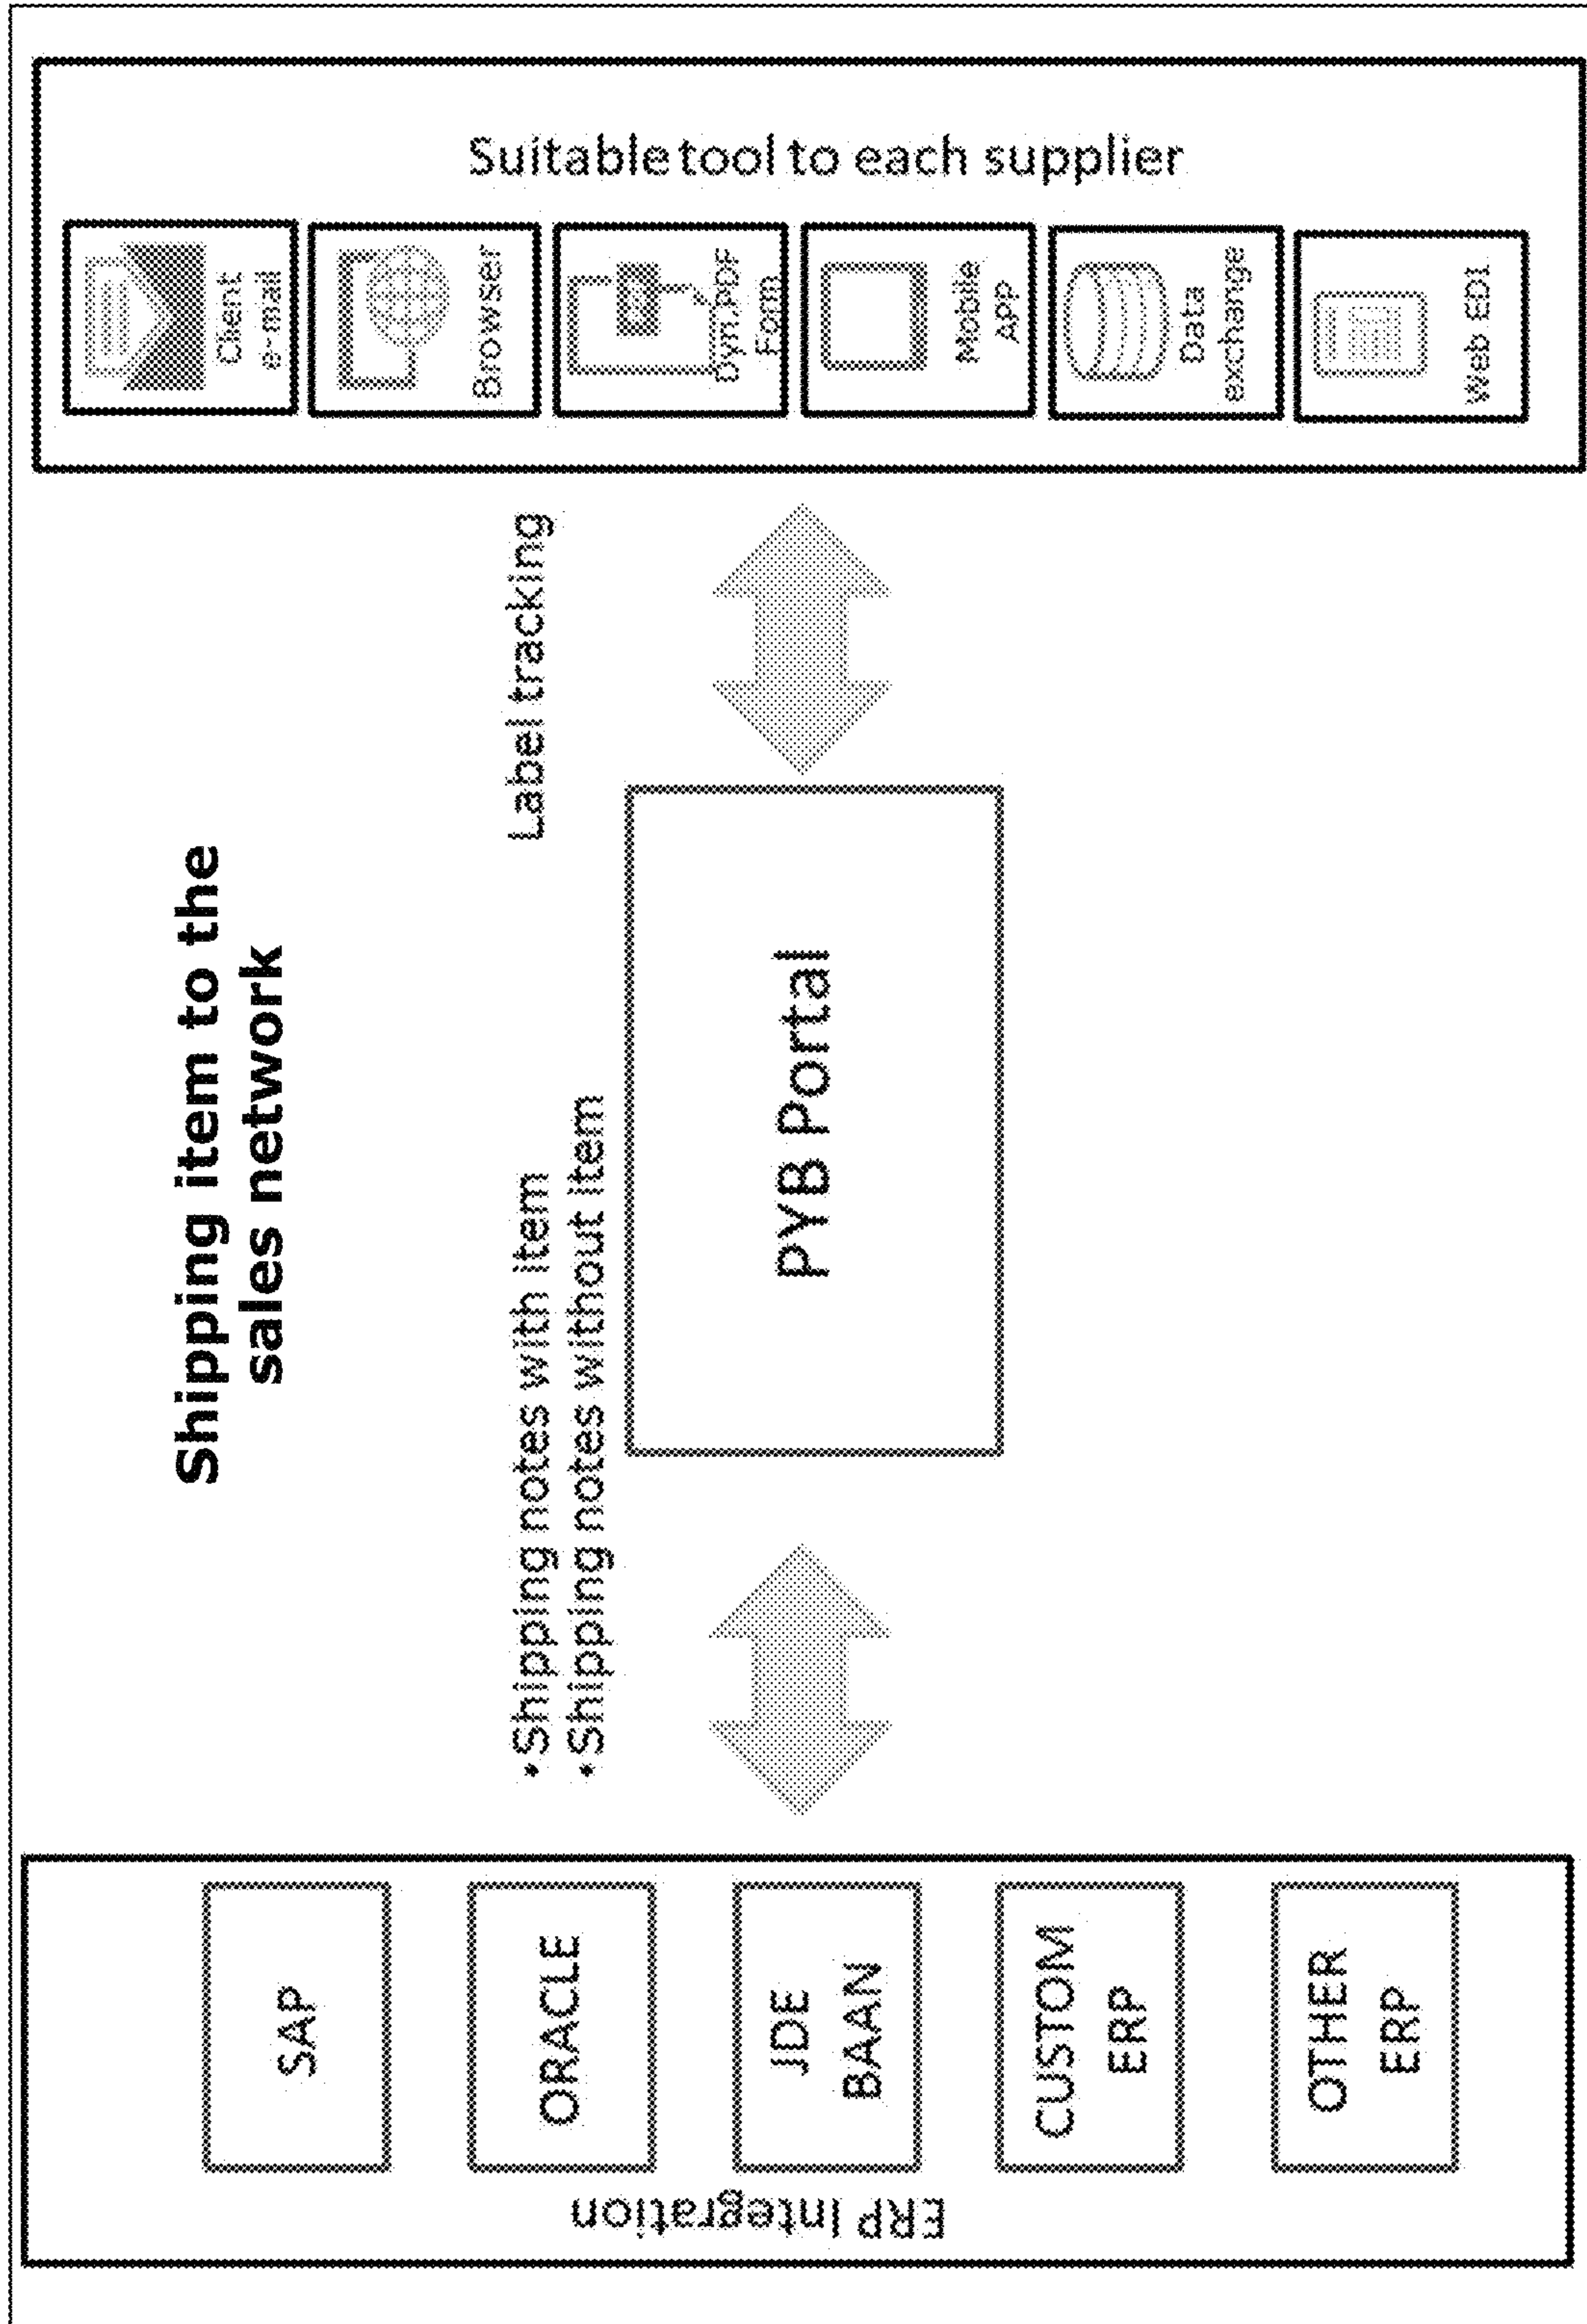 Shipping item to the
sales network
ERP Integration
SAP
ORACLE
JDE
BAAN
CUSTOM
ERP
OTHER
ERP
•Shipping notes with item
•Shipping notes without item
PYB Portal
Label tracking
Client
e-mail
Browser
Dyn.PDF
Form
Mobile
APP
Data
exchange
Web EDI
Suitable tool to each supplier